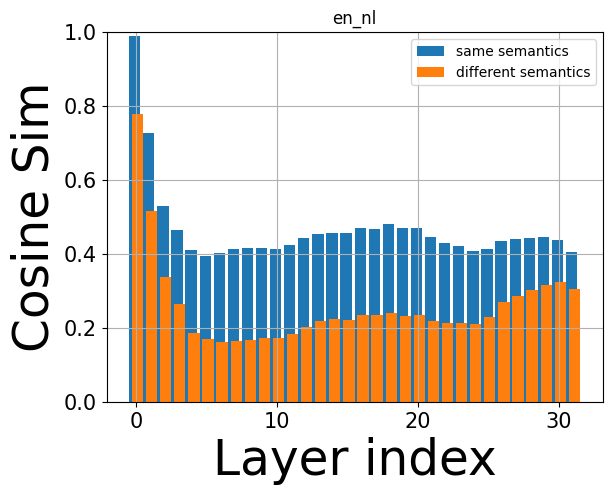 en_nl
same semantics
different semantics
Cosine Sim
1.0
0.8
0.6
0.4
0.2
0.0
0 10 20 30
Layer index